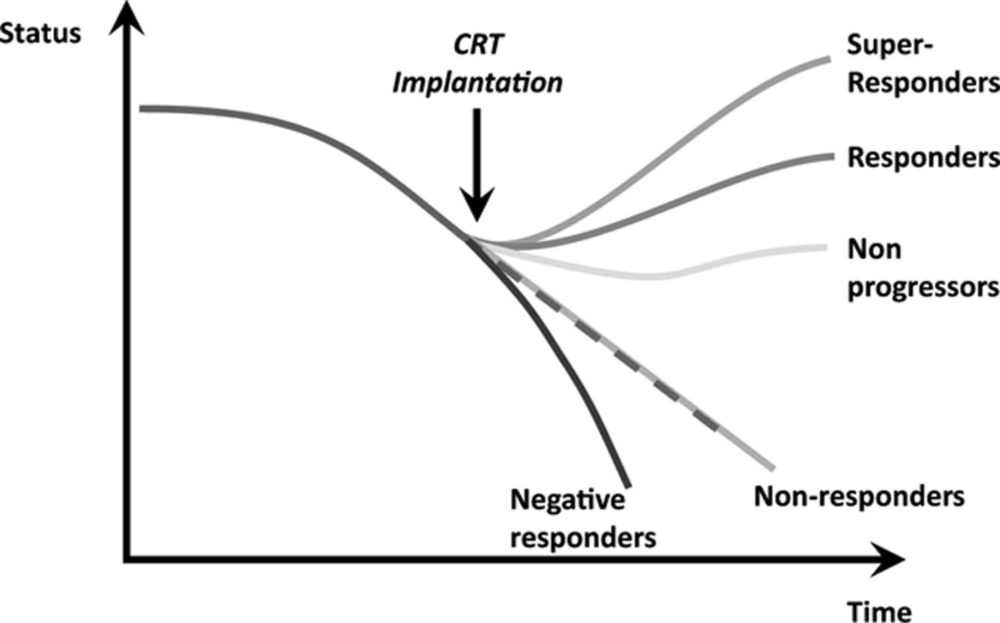 Status
CRT
Implantation
Super-
Responders
Responders
Non
progressors
Non-responders
Negative
responders
Time